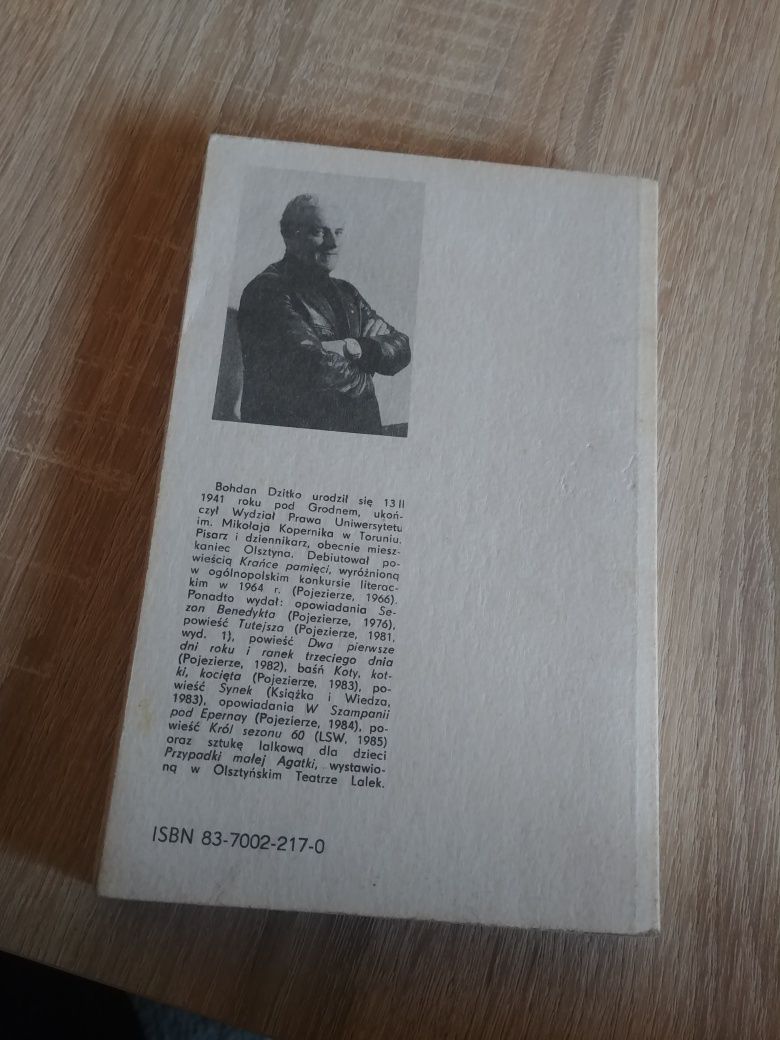 Bohdan Dzitko urodził się 13 II
1941 roku pod Grodnem, ukoń-
czył Wydział Prawa Uniwersytetu
im. Mikołaja Kopernika w Toruniu.
Pisarz i dziennikarz, obecnie miesz-
kaniec Olsztyna. Debiutował po-
wieścią Krańce pamięci, wyróżnioną
w ogólnopolskim konkursie literac-
kim w 1964 r. (Pojezierze, 1966).
Ponadto wydał: opowiadania Se-
zon Benedykta (Pojezierze, 1976),
powieść Tutejsza (Pojezierze, 1981,
wyd. 1), powieść Dwa pierwsze
dni roku i ranek trzeciego dnia
(Pojezierze, 1982), baśń Koty, kot-
ki, kocięta (Pojezierze, 1983), po-
wieść Synek (Książka i Wiedza,
1983), opowiadania W Szampanii
pod Epernay (Pojezierze, 1984), po-
wieść Król sezonu 60 (LSW, 1985)
oraz sztukę lalkową dla dzieci
Przypadki małej Agatki, wystawio-
ną w Olsztyńskim Teatrze Lalek.
ISBN 83-7002-217-0